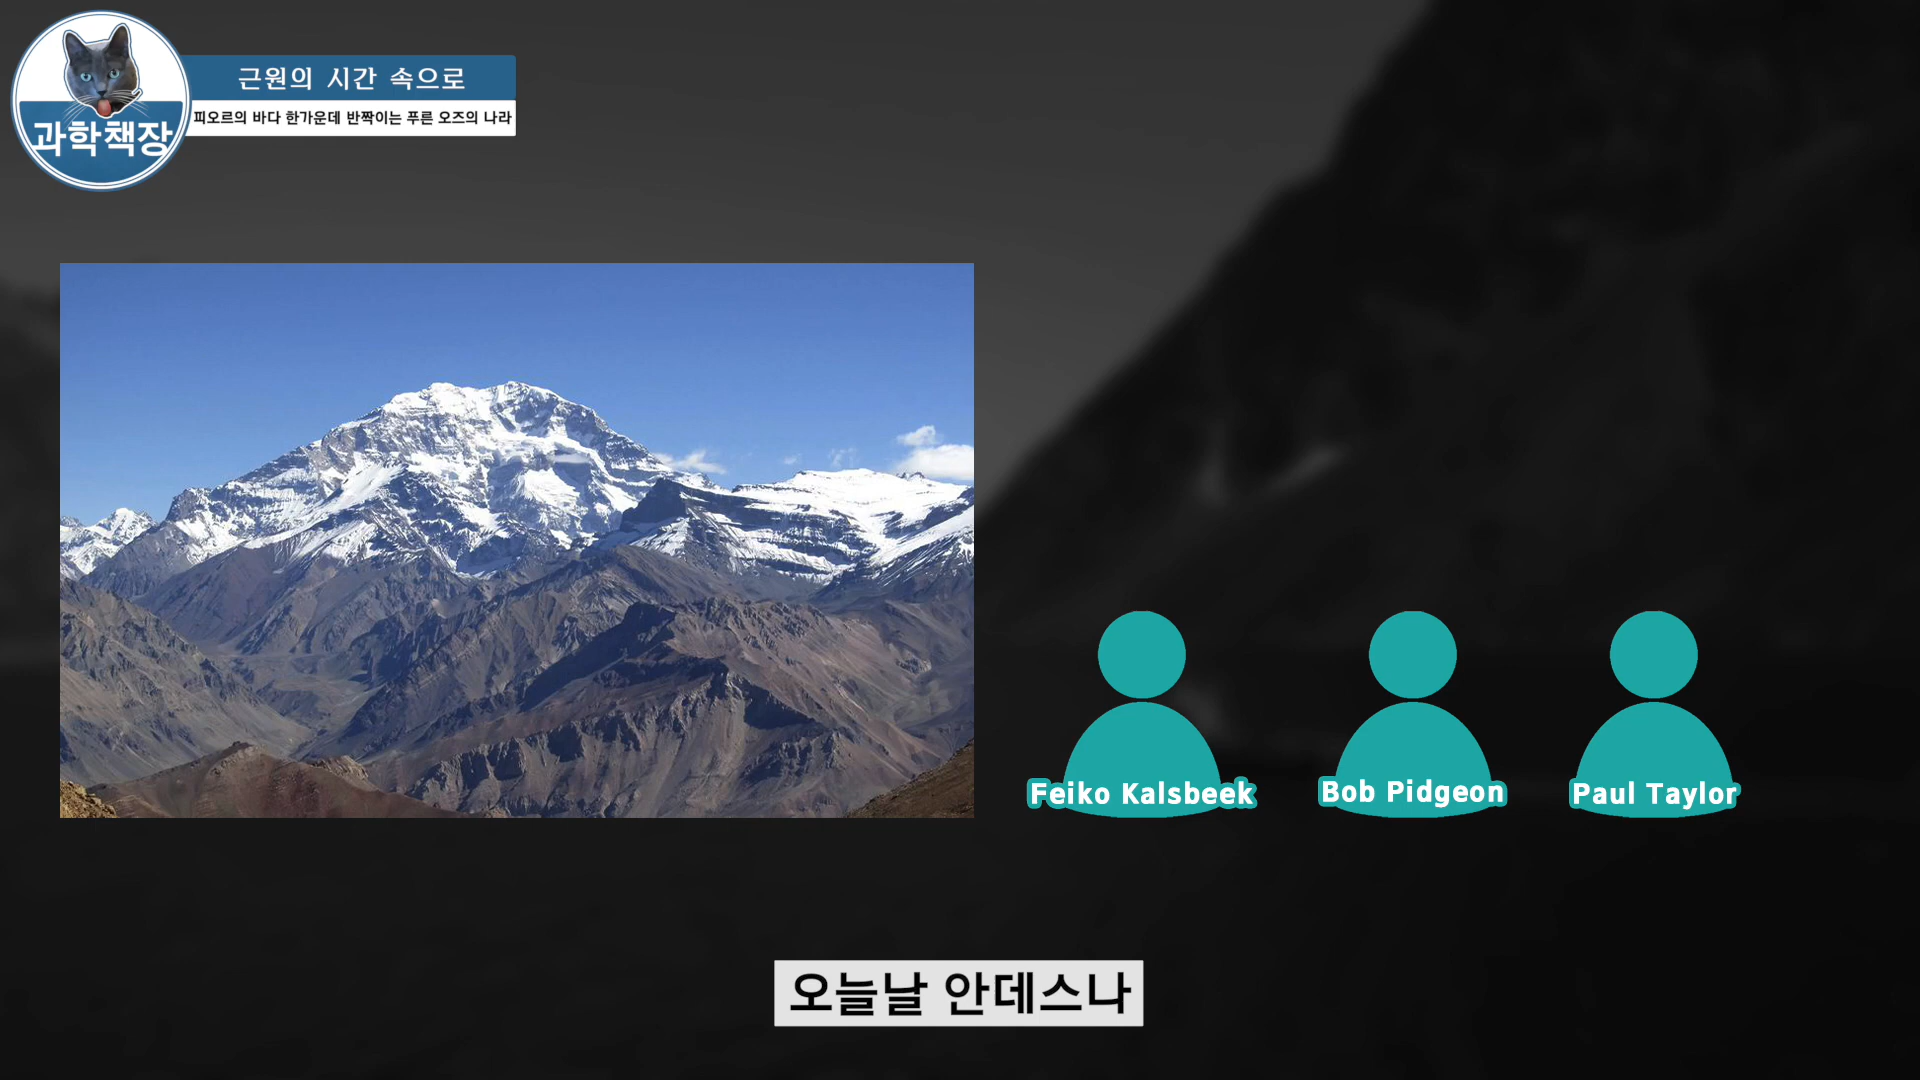 과학책장
근원의 시간 속으로
피오르의 바다 한가운데 반짝이는 푸른 오즈의 나라
Feiko Kalsbeek
Bob Pidgeon
Paul Taylor
오늘날 안데스나